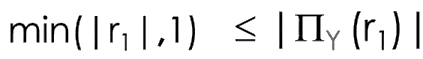 min(|r₁|,1) ≤ |Π_Y(r₁)|